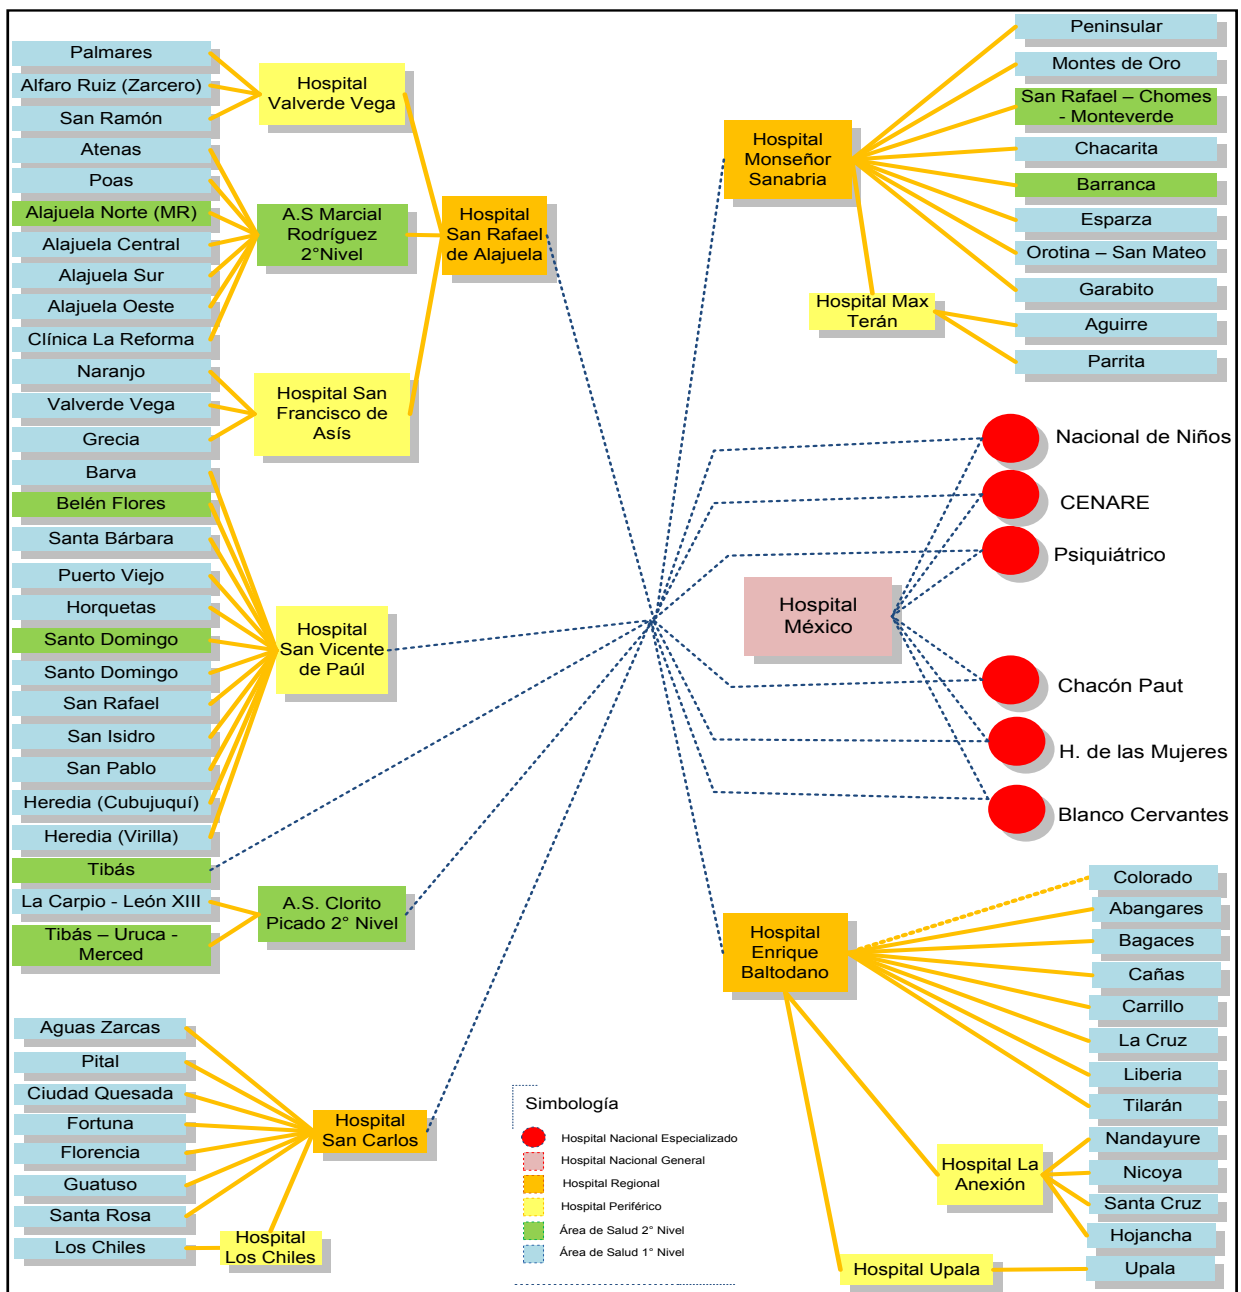 Palmares
Alfaro Ruiz (Zarcero)
San Ramón
Atenas
Poas
Alajuela Norte (MR)
Alajuela Central
Alajuela Sur
Alajuela Oeste
Clínica La Reforma
Naranjo
Valverde Vega
Grecia
Barva
Belén Flores
Santa Bárbara
Puerto Viejo
Horquetas
Santo Domingo
Santo Domingo
San Rafael
San Isidro
San Pablo
Heredia (Cubujuquí)
Heredia (Virilla)
Tibás
La Carpio - León XIII
Tibás – Uruca -
Merced
Aguas Zarcas
Pital
Ciudad Quesada
Fortuna
Florencia
Guatuso
Santa Rosa
Los Chiles
Hospital
Valverde Vega
A.S Marcial
Rodríguez
2°Nivel
Hospital San
Francisco de
Asís
Hospital
San Vicente
de Paúl
A.S. Clorito
Picado 2° Nivel
Hospital
San Carlos
Hospital
Los Chiles
Hospital
San Rafael
de Alajuela
Hospital
Monseñor
Sanabria
Hospital Max
Terán
Peninsular
Montes de Oro
San Rafael – Chomes
- Monteverde
Chacarita
Barranca
Esparza
Orotina – San Mateo
Garabito
Aguirre
Parrita
Nacional de Niños
CENARE
Psiquiátrico
Hospital
México
Chacón Paut
H. de las Mujeres
Blanco Cervantes
Hospital
Enrique
Baltodano
Colorado
Abangares
Bagaces
Cañas
Carrillo
La Cruz
Liberia
Tilarán
Hospital La
Anexión
Nandayure
Nicoya
Santa Cruz
Hojancha
Hospital Upala
Upala
Simbología
Hospital Nacional Especializado
Hospital Nacional General
Hospital Regional
Hospital Periférico
Área de Salud 2° Nivel
Área de Salud 1° Nivel